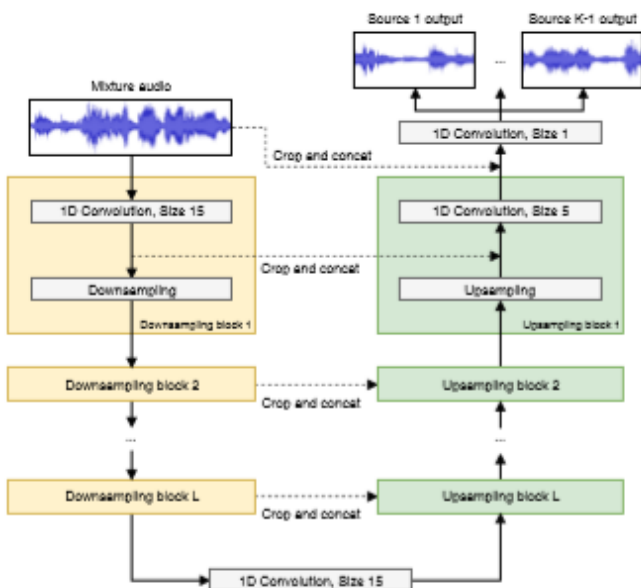 Source 1 output
Source K-1 output
...
Mixture audio
1D Convolution, Size 1
Crop and concat
1D Convolution, Size 15
1D Convolution, Size 5
Crop and concat
Downsampling
Upsampling
Downsampling block 1
Upsampling block 1
Downsampling block 2
Upsampling block 2
Crop and concat
...
...
Downsampling block L
Upsampling block L
Crop and concat
1D Convolution, Size 15